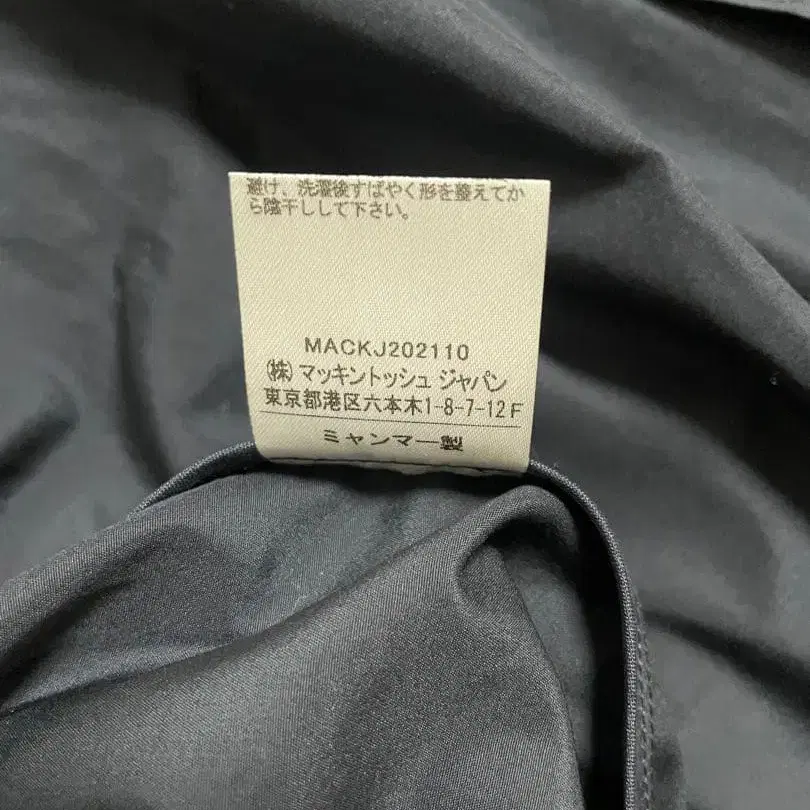 避け、洗濯後すばやく形を整えてか
ら陰干しして下さい。
MACKJ202110
(株) マッキントッシュ ジャパン
東京都港区六本木1-8-7-12F
ミャンマー製